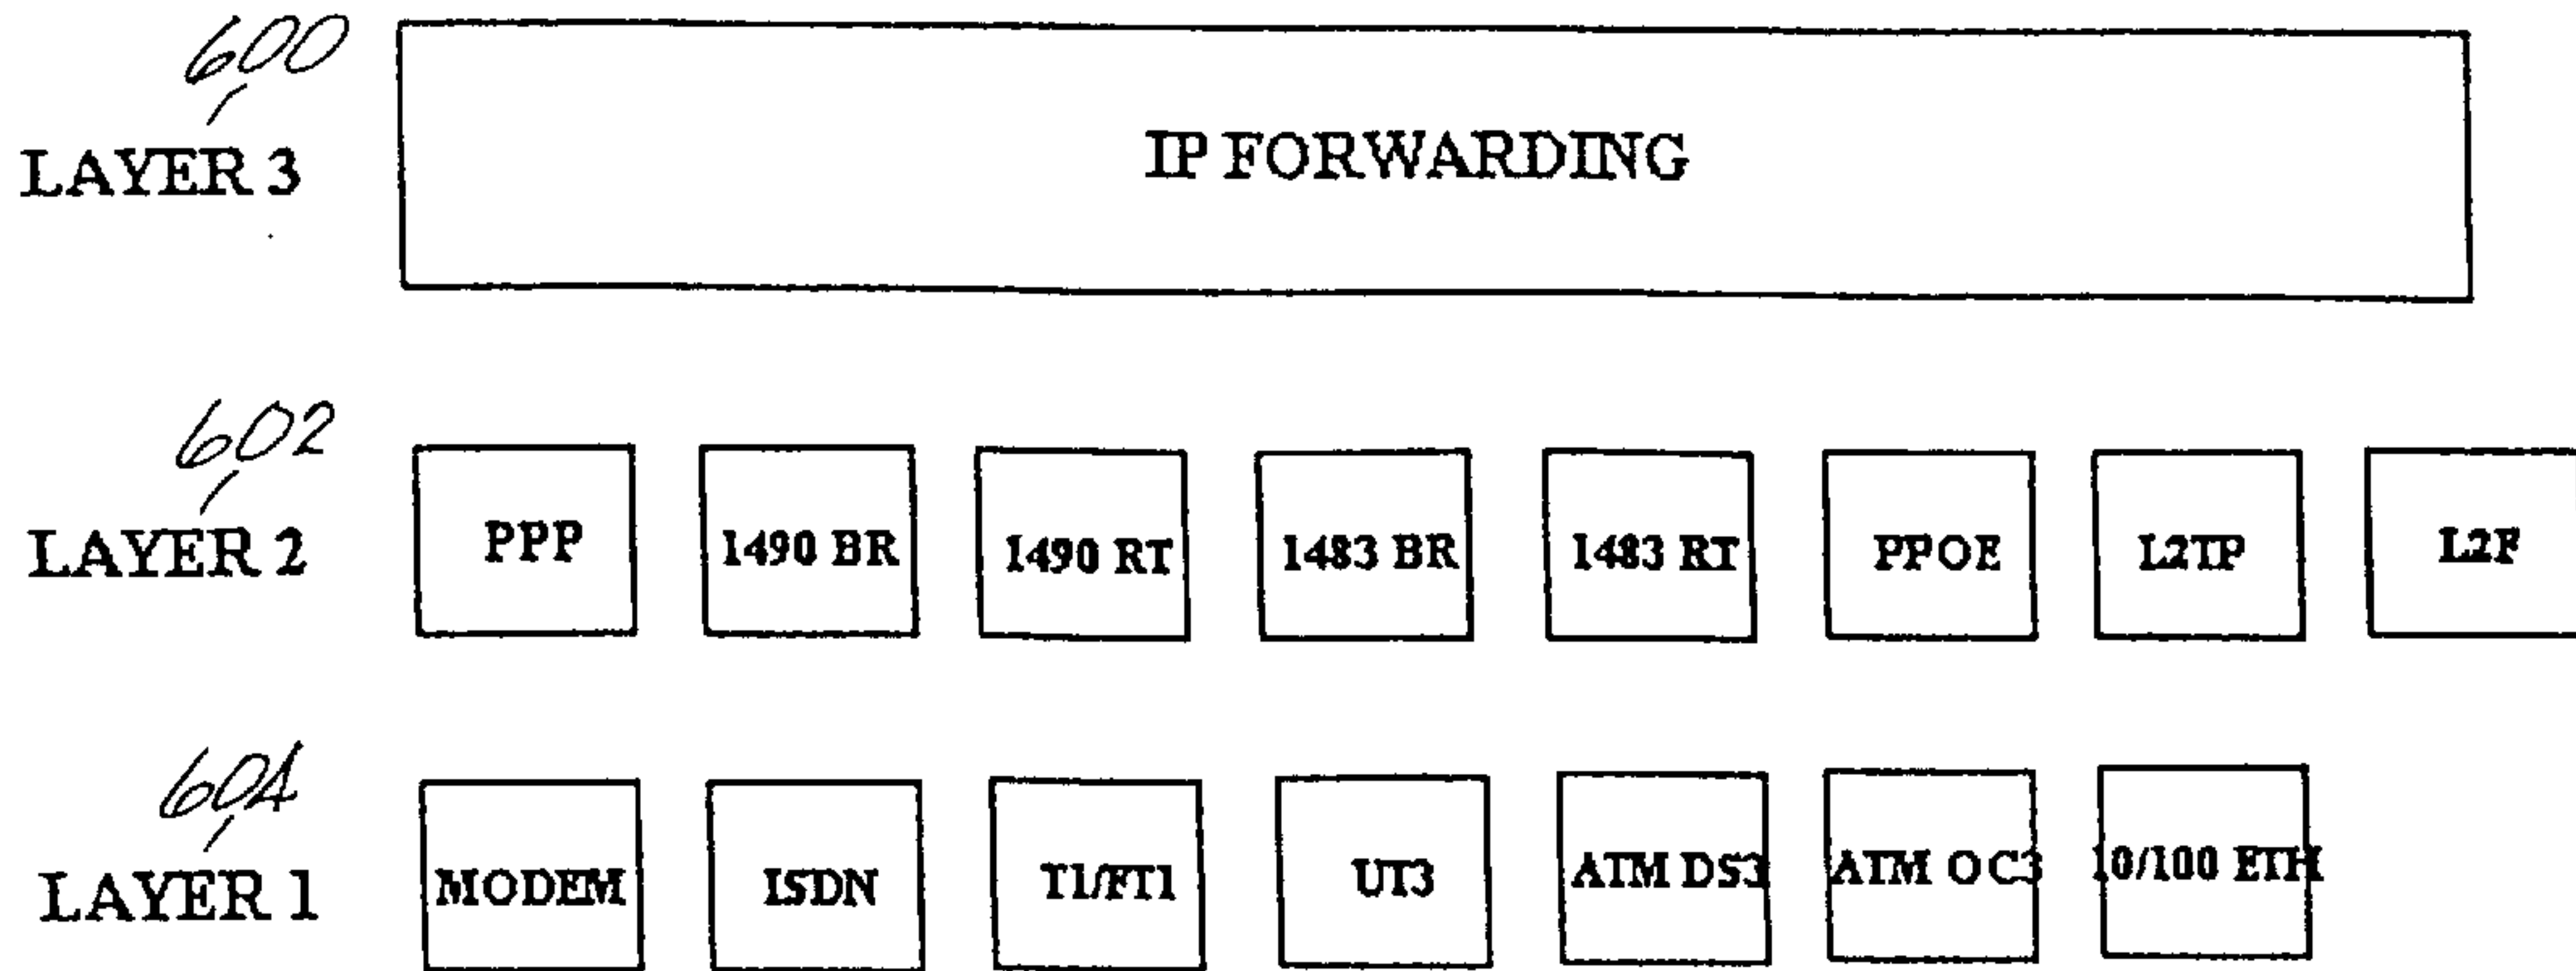 600
LAYER 3
IP FORWARDING
602
LAYER 2
PPP
1490 BR
1490 RT
1483 BR
1483 RT
PPOE
L2TP
L2F
604
LAYER 1
MODEM
ISDN
T1/FT1
UT3
ATM DS3
ATM OC3
10/100 ETH